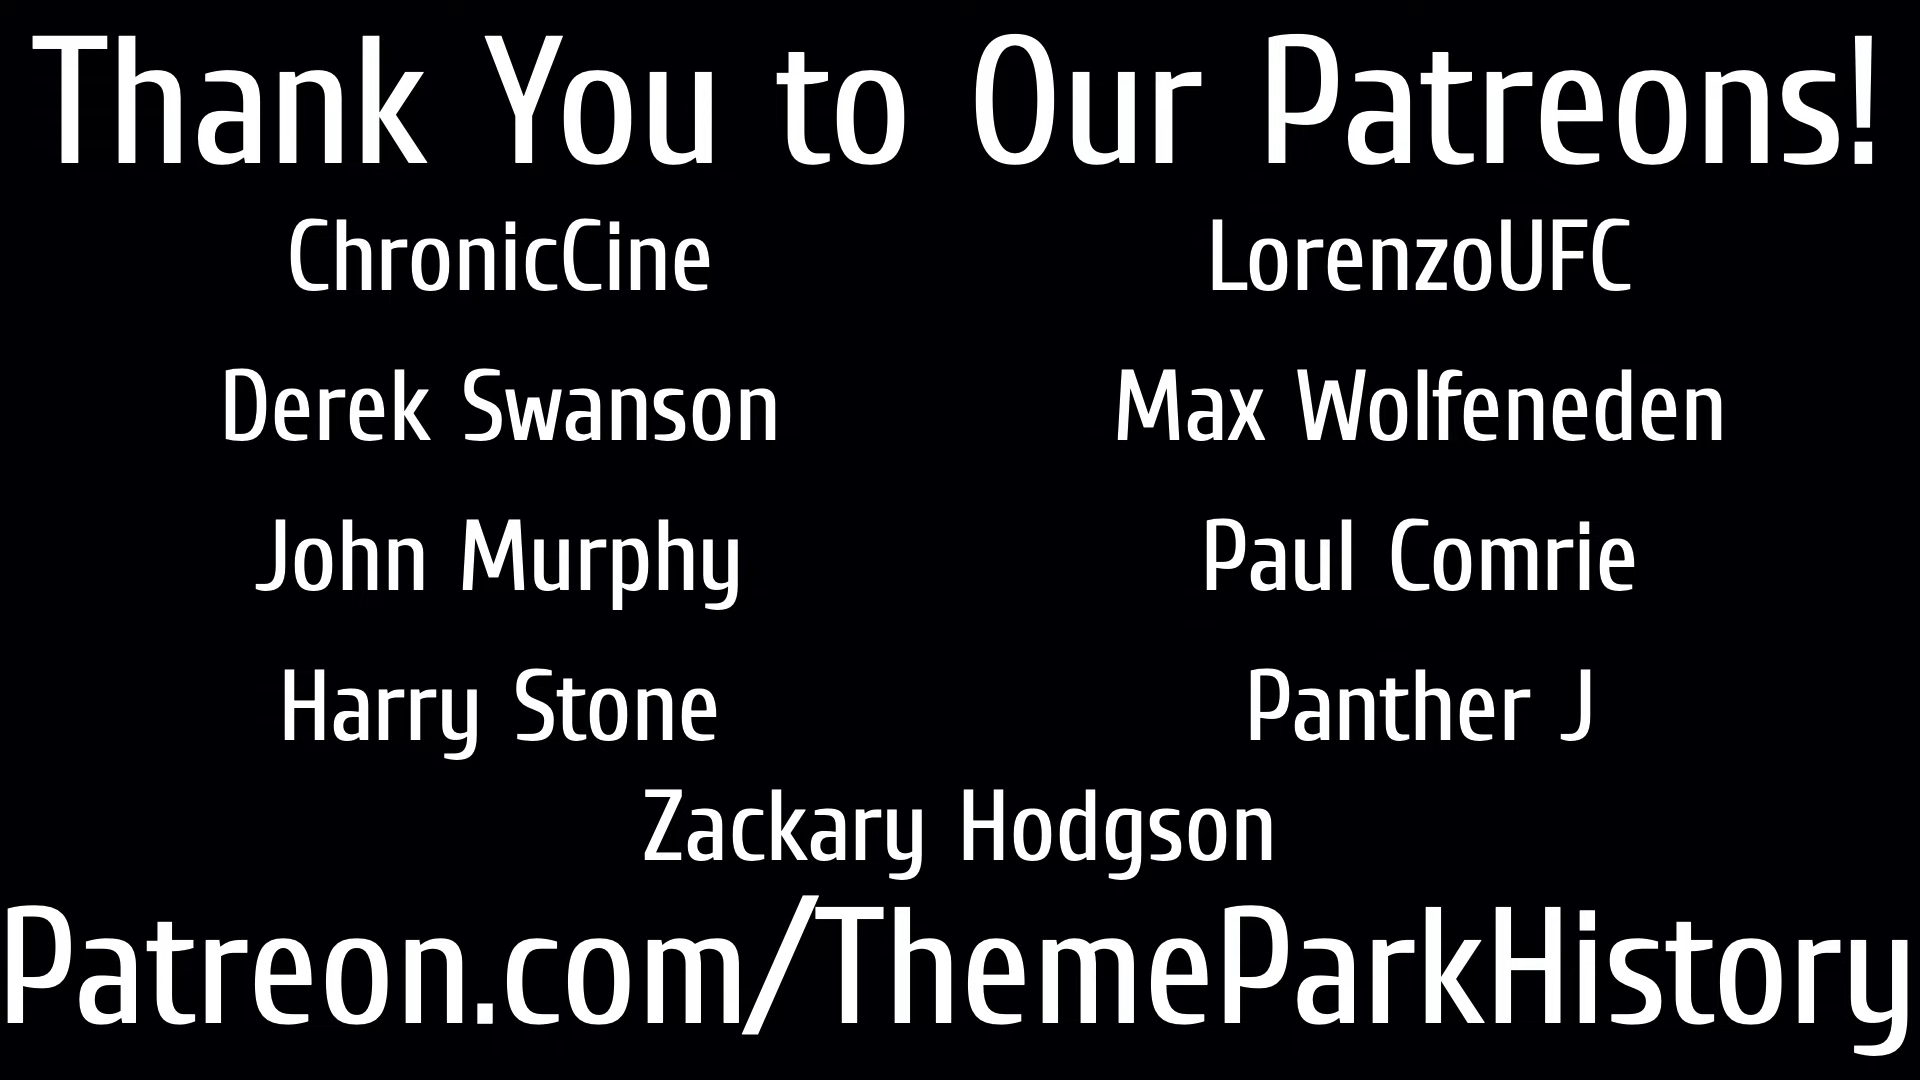 Thank You to Our Patreons!
ChronicCine LorenzoUFC
Derek Swanson Max Wolfeneden
John Murphy Paul Comrie
Harry Stone Panther J
Zackary Hodgson
Patreon.com/ThemeParkHistory